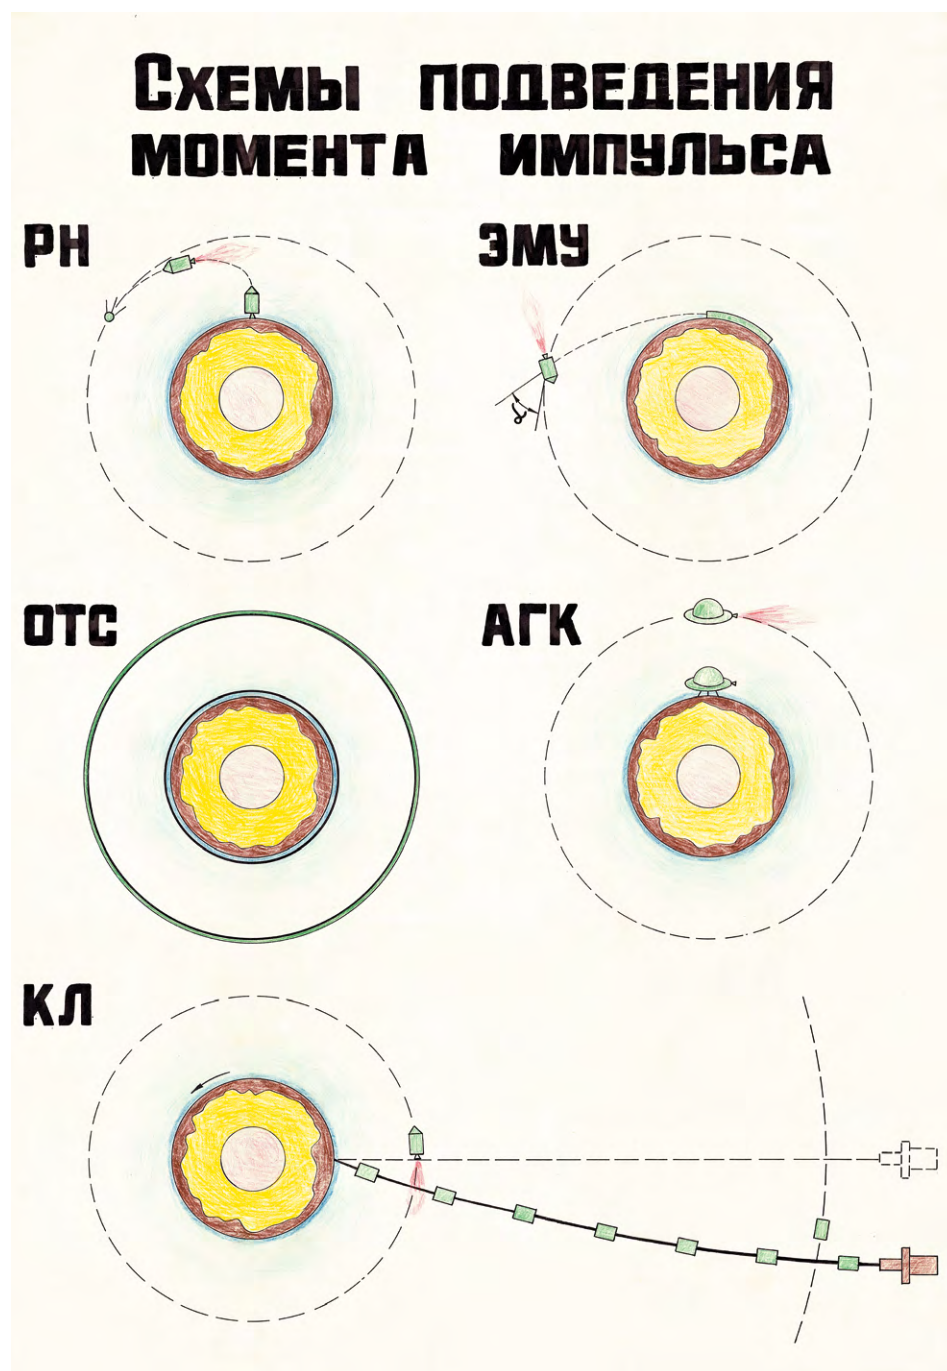 Схемы подведения
момента импульса
РН
ЭМУ
α
ОТС
АГК
КЛ